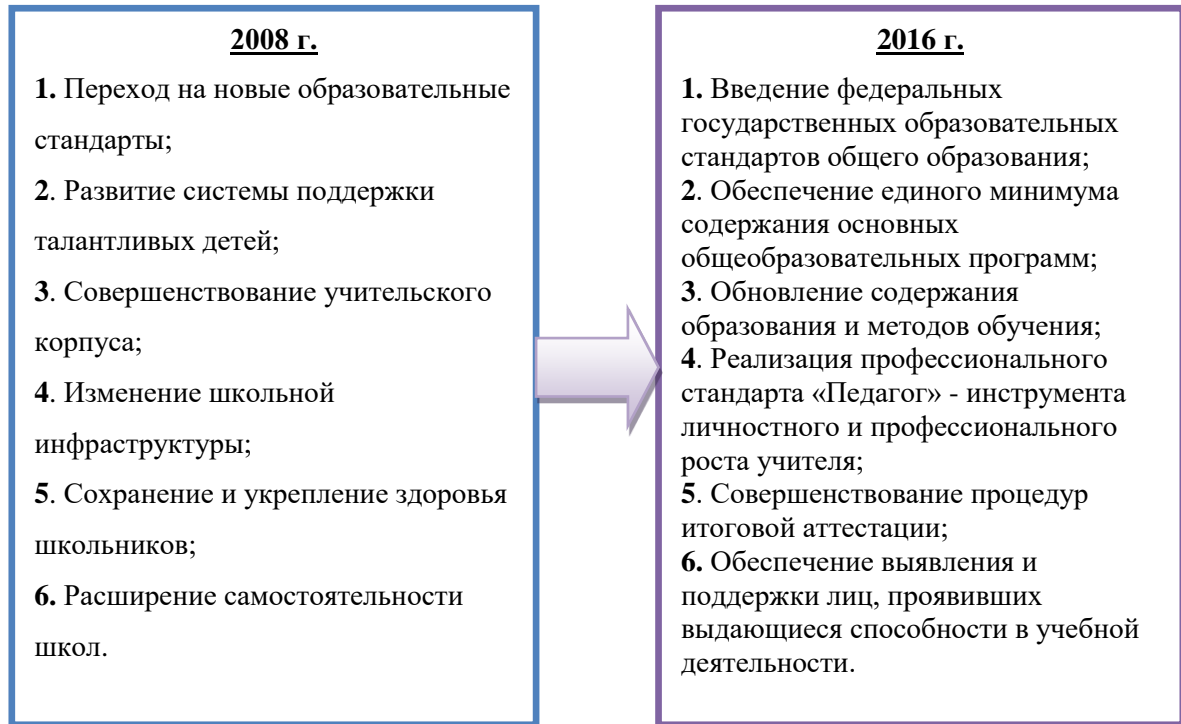 2008 г.
1. Переход на новые образовательные
стандарты;
2. Развитие системы поддержки
талантливых детей;
3. Совершенствование учительского
корпуса;
4. Изменение школьной
инфраструктуры;
5. Сохранение и укрепление здоровья
школьников;
6. Расширение самостоятельности
школ.
2016 г.
1. Введение федеральных
государственных образовательных
стандартов общего образования;
2. Обеспечение единого минимума
содержания основных
общеобразовательных программ;
3. Обновление содержания
образования и методов обучения;
4. Реализация профессионального
стандарта «Педагог» - инструмента
личностного и профессионального
роста учителя;
5. Совершенствование процедур
итоговой аттестации;
6. Обеспечение выявления и
поддержки лиц, проявивших
выдающиеся способности в учебной
деятельности.